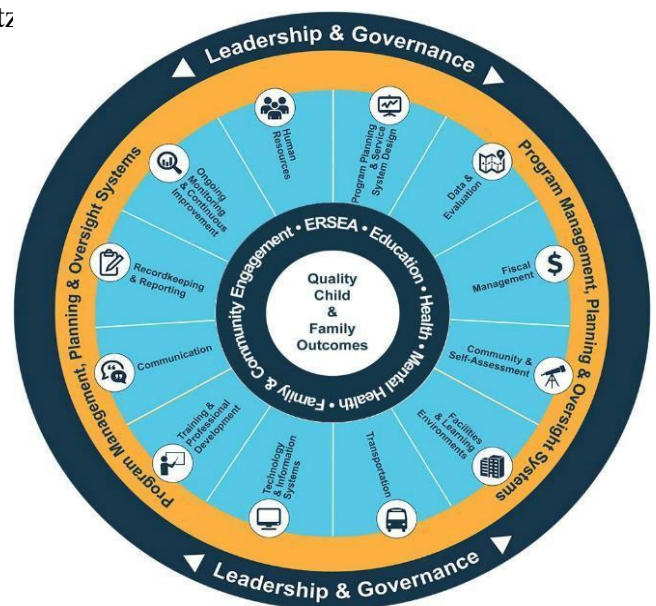 tz
Leadership & Governance
Program Management, Planning & Oversight Systems
Program Management, Planning & Oversight Systems
Human
Resources
Program Planning
& Service
System Design
Data &
Evaluation
Fiscal
Management
Community &
Self-Assessment
Facilities
& Learning
Environments
Transportation
Technology
& Information
Systems
Training &
Professional
Development
Communication
Recordkeeping
& Reporting
Ongoing
Monitoring
& Continuous
Improvement
Family & Community Engagement • ERSEA • Education • Health • Mental Health •
Quality
Child
&
Family
Outcomes
$
Leadership & Governance